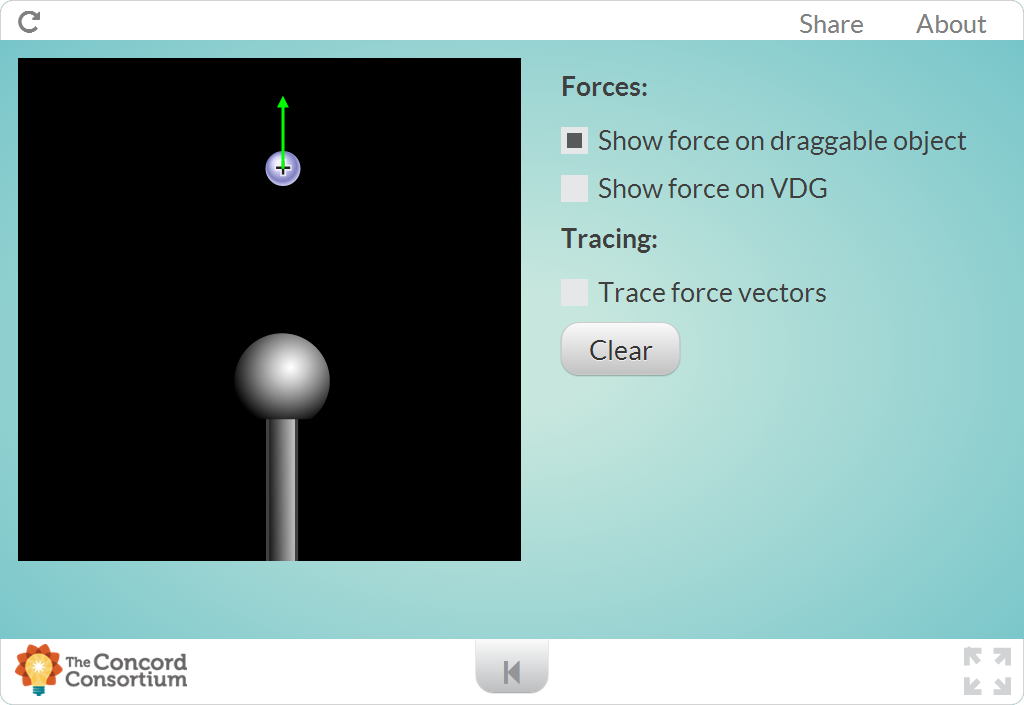 Share About
Forces:
Show force on draggable object
Show force on VDG
Tracing:
Trace force vectors
Clear
The Concord
Consortium